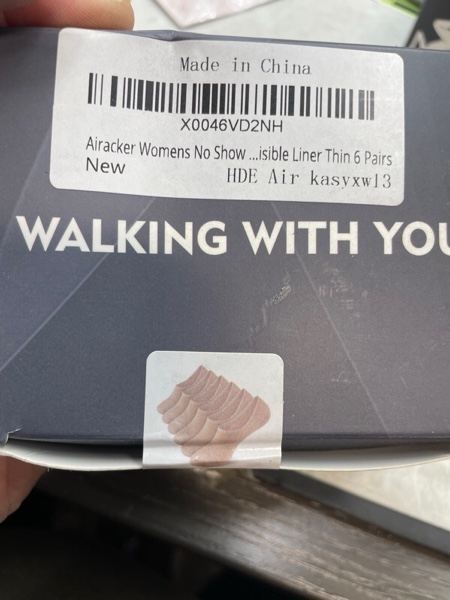 Made in China
X0046VD2NH
Airacker Womens No Show ...isible Liner Thin 6 Pairs
New
HDE Air kasyxw13
WALKING WITH YOU